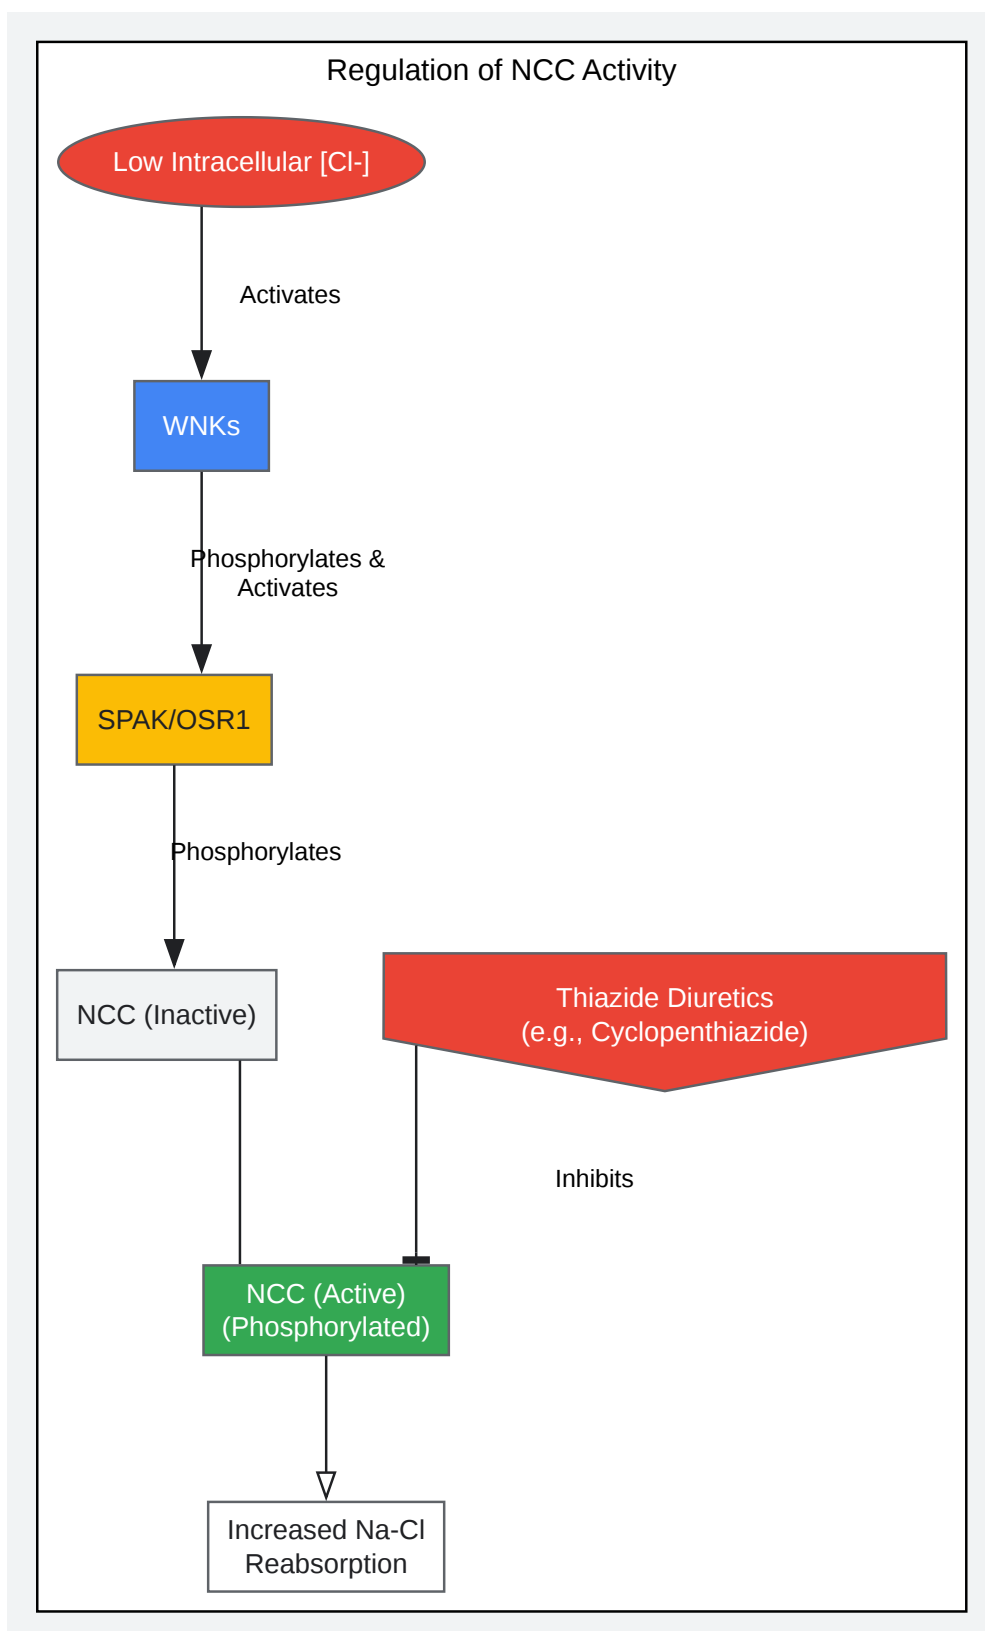 Regulation of NCC Activity
Low Intracellular [Cl-]
Activates
WNKs
Phosphorylates &
Activates
SPAK/OSR1
Phosphorylates
NCC (Inactive)
Thiazide Diuretics
(e.g., Cyclopenthiazide)
Inhibits
NCC (Active)
(Phosphorylated)
Increased Na-Cl
Reabsorption